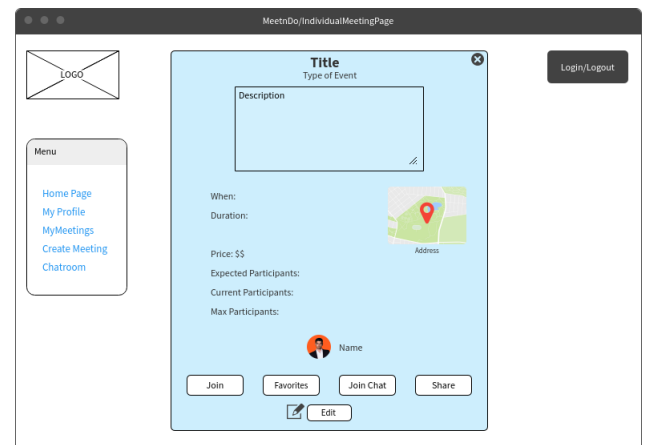 MeetnDo/IndividualMeetingPage
LOGO
Login/Logout
Menu
Home Page
My Profile
MyMeetings
Create Meeting
Chatroom
Title
Type of Event
Description
When:
Duration:
Address
Price: $$
Expected Participants:
Current Participants:
Max Participants:
Name
Join
Favorites
Join Chat
Share
Edit